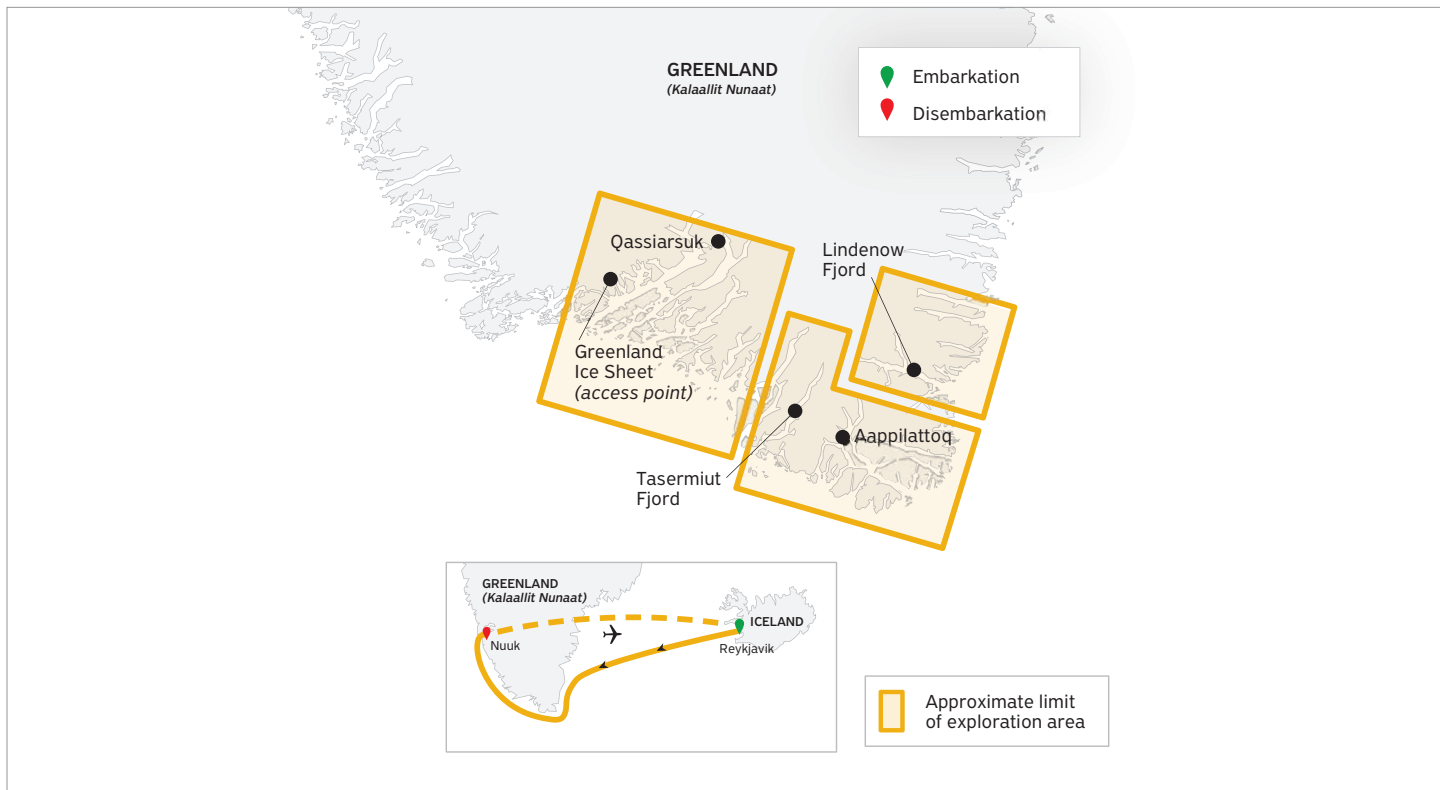 GREENLAND
(Kalaallit Nunaat)
Embarkation
Disembarkation
Qassiarsuk
Lindenow
Fjord
Greenland
Ice Sheet
(access point)
Aappilattoq
Tasermiut
Fjord
GREENLAND
(Kalaallit Nunaat)
ICELAND
Nuuk
Reykjavik
Approximate limit
of exploration area